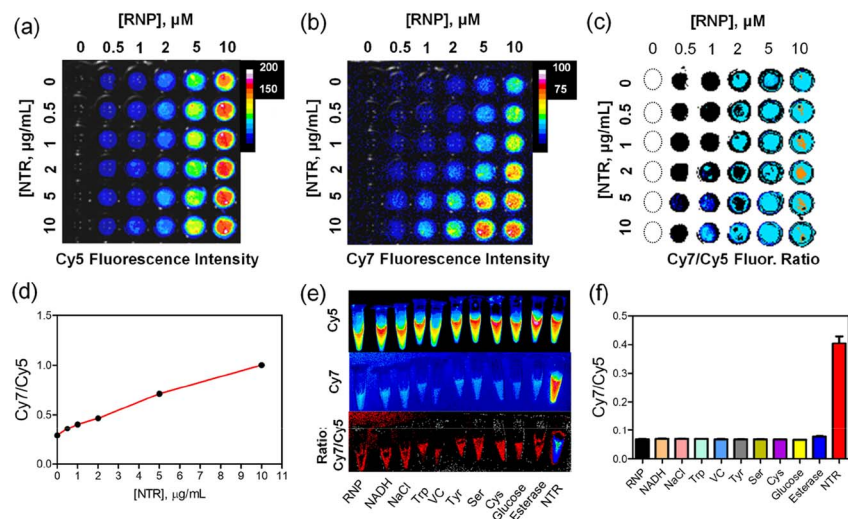 (a)
[RNP], µM
0 0.5 1 2 5 10
200
150
[NTR, µg/mL]
0
0.5
1
2
5
10
Cy5 Fluorescence Intensity
(b)
[RNP], µM
0 0.5 1 2 5 10
100
75
[NTR, µg/mL]
0
0.5
1
2
5
10
Cy7 Fluorescence Intensity
(c)
[RNP], µM
0 0.5 1 2 5 10
[NTR, µg/mL]
0
0.5
1
2
5
10
Cy7/Cy5 Fluor. Ratio
(d)
Cy7/Cy5
1.5
1.0
0.5
0.0
0 1 2 3 4 5 6 7 8 9 10 11
[NTR], µg/mL
(e)
Cy5
Cy7
Ratio:
Cy7/Cy5
RNP NADH NaCl Trp VC Tyr Ser Cys Glucose Esterase NTR
(f)
Cy7/Cy5
0.5
0.4
0.3
0.2
0.1
0.0
RNP NADH NaCl Trp VC Tyr Ser Cys Glucose Esterase NTR